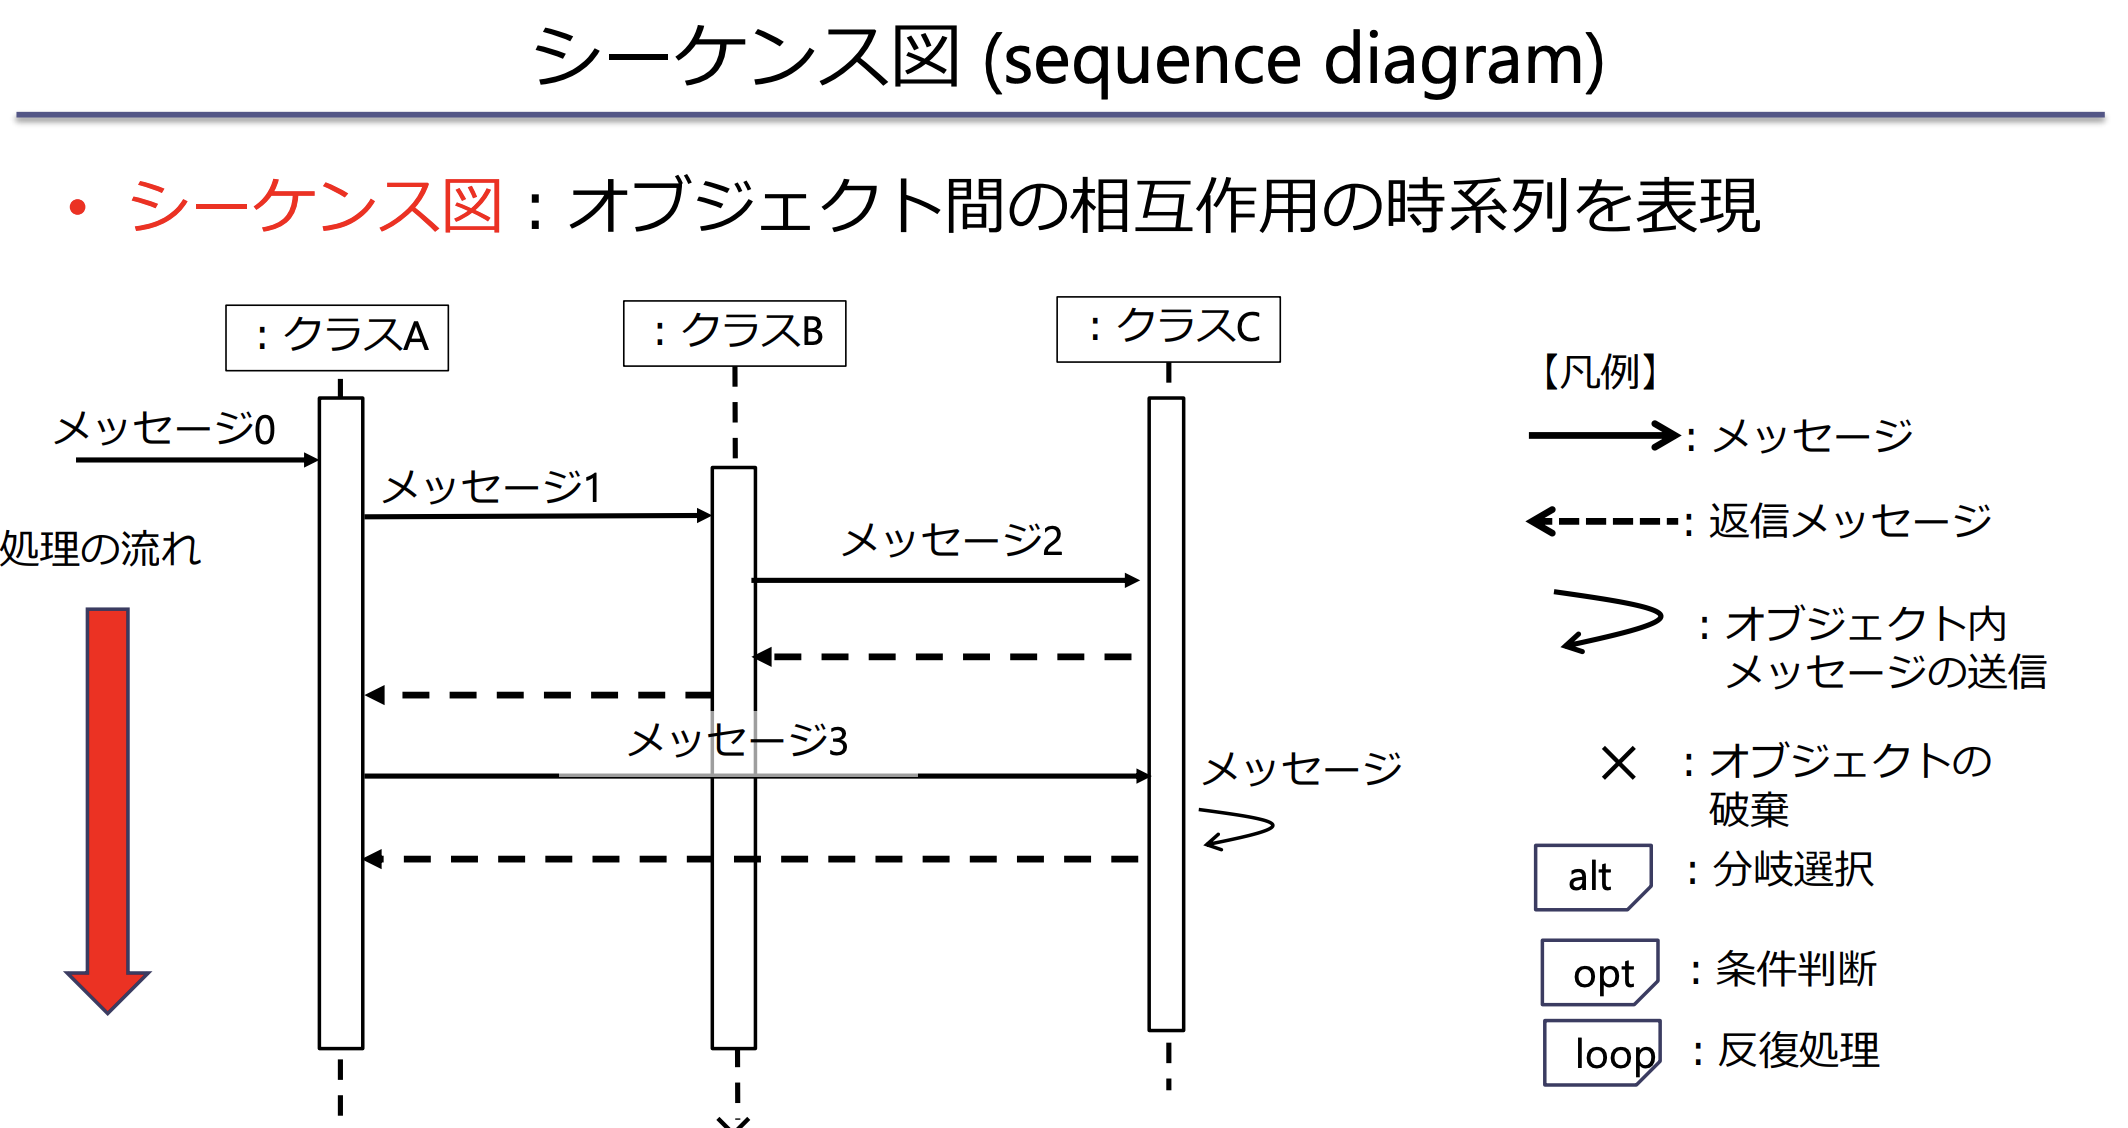 シーケンス図 (sequence diagram)
• シーケンス図：オブジェクト間の相互作用の時系列を表現
：クラスA
：クラスB
：クラスC
【凡例】
メッセージ0
：メッセージ
メッセージ1
：返信メッセージ
メッセージ2
処理の流れ
：オブジェクト内
メッセージの送信
メッセージ3
メッセージ
：オブジェクトの
破棄
alt ：分岐選択
opt ：条件判断
loop ：反復処理